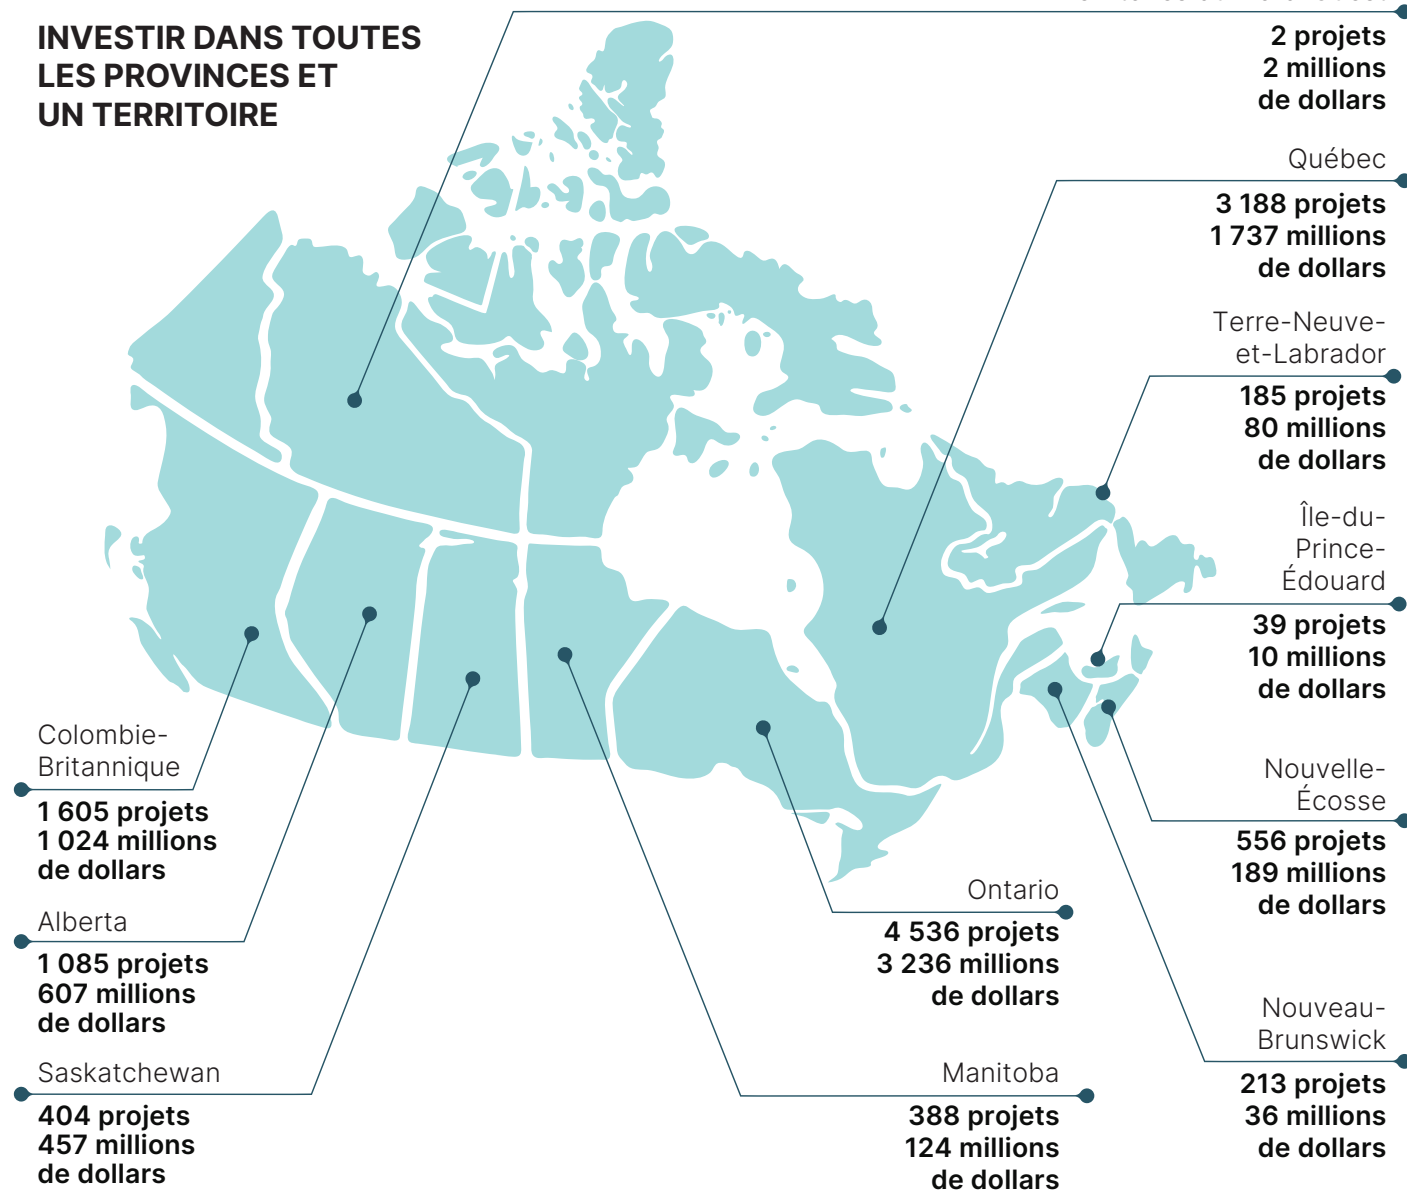 INVESTIR DANS TOUTES
LES PROVINCES ET
UN TERRITOIRE
2 projets
2 millions
de dollars
Québec
3 188 projets
1 737 millions
de dollars
Terre-Neuve-
et-Labrador
185 projets
80 millions
de dollars
Île-du-
Prince-
Édouard
39 projets
10 millions
de dollars
Nouvelle-
Écosse
556 projets
189 millions
de dollars
Nouveau-
Brunswick
213 projets
36 millions
de dollars
Ontario
4 536 projets
3 236 millions
de dollars
Manitoba
388 projets
124 millions
de dollars
Colombie-
Britannique
1 605 projets
1 024 millions
de dollars
Alberta
1 085 projets
607 millions
de dollars
Saskatchewan
404 projets
457 millions
de dollars